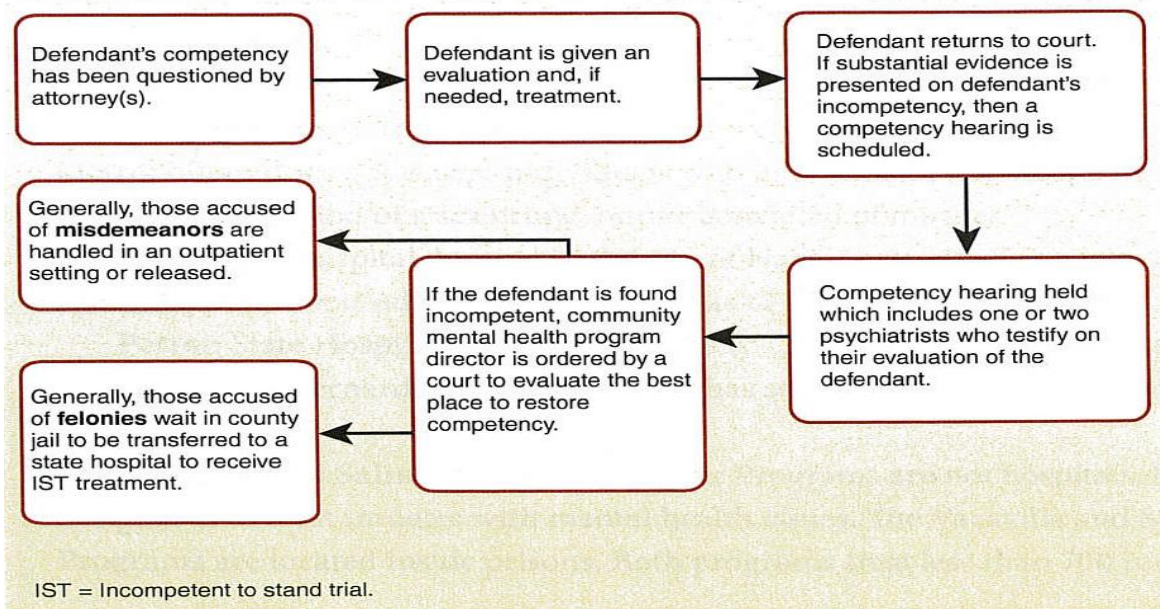 Defendant's competency
has been questioned by
attorney(s).
Defendant is given an
evaluation and, if
needed, treatment.
Defendant returns to court.
If substantial evidence is
presented on defendant's
incompetency, then a
competency hearing is
scheduled.
Competency hearing held
which includes one or two
psychiatrists who testify on
their evaluation of the
defendant.
If the defendant is found
incompetent, community
mental health program
director is ordered by a
court to evaluate the best
place to restore
competency.
Generally, those accused
of misdemeanors are
handled in an outpatient
setting or released.
Generally, those accused
of felonies wait in county
jail to be transferred to a
state hospital to receive
IST treatment.
IST = Incompetent to stand trial.